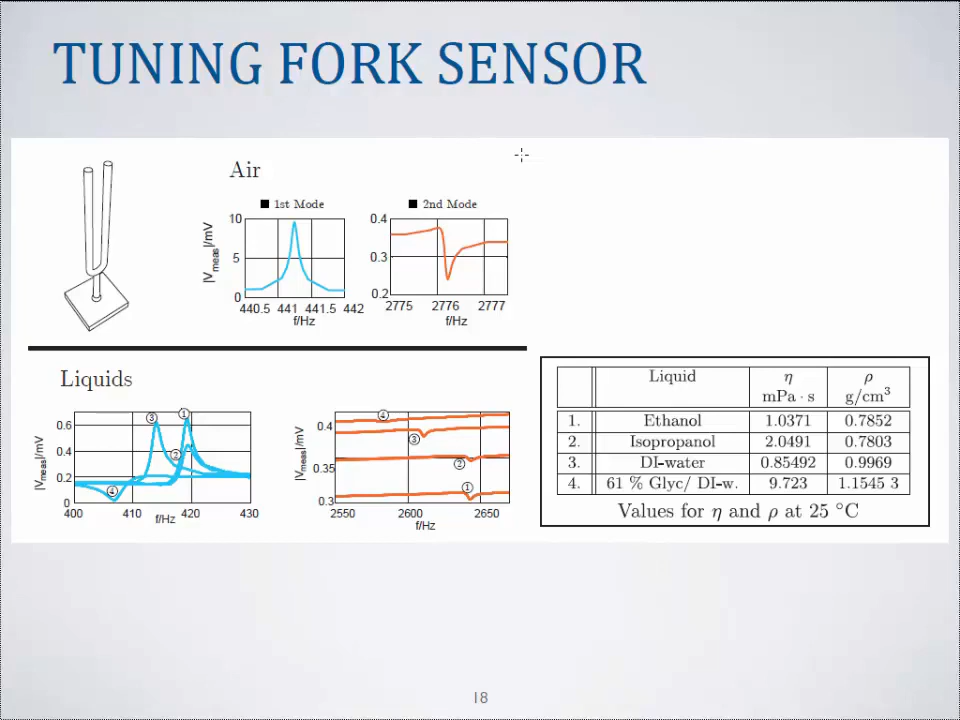 TUNING FORK SENSOR
Air
■ 1st Mode
■ 2nd Mode
|Vmeas|/mV
10
5
0
440.5 441 441.5 442
f/Hz
0.4
0.3
0.2
2775 2776 2777
f/Hz
Liquids
|Vmeas|/mV
0.6
0.4
0.2
0
③ ① ② ④
400 410 420 430
f/Hz
|Vmeas|/mV
0.4
0.35
0.3
④ ③ ② ①
2550 2600 2650
f/Hz
Liquid η ρ
mPa · s g/cm³
1. Ethanol 1.0371 0.7852
2. Isopropanol 2.0491 0.7803
3. DI-water 0.85492 0.9969
4. 61 % Glyc/ DI-w. 9.723 1.1545 3
Values for η and ρ at 25 °C
18